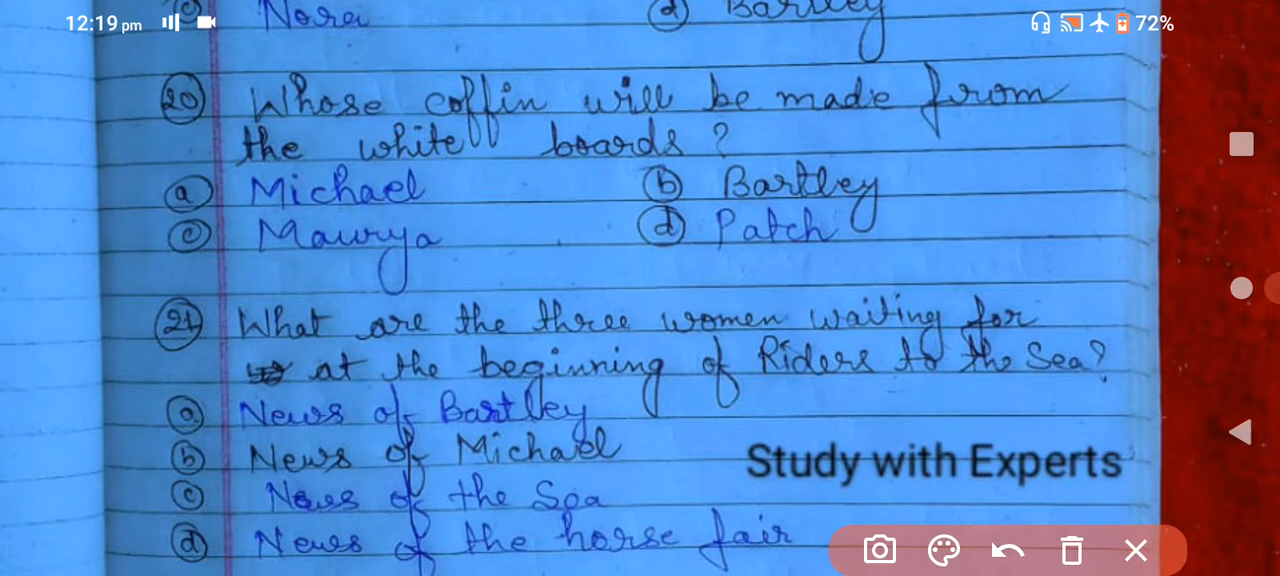 12:19 pm 72%
c Nora d Bartley
20 Whose coffin will be made from
the white boards ?
a Michael b Bartley
c Maurya d Patch
21 What are the three women waiting for
at the beginning of Riders to the Sea?
a News of Bartley
b News of Michael
c News of the Sea
Study with Experts
d News of the horse fair